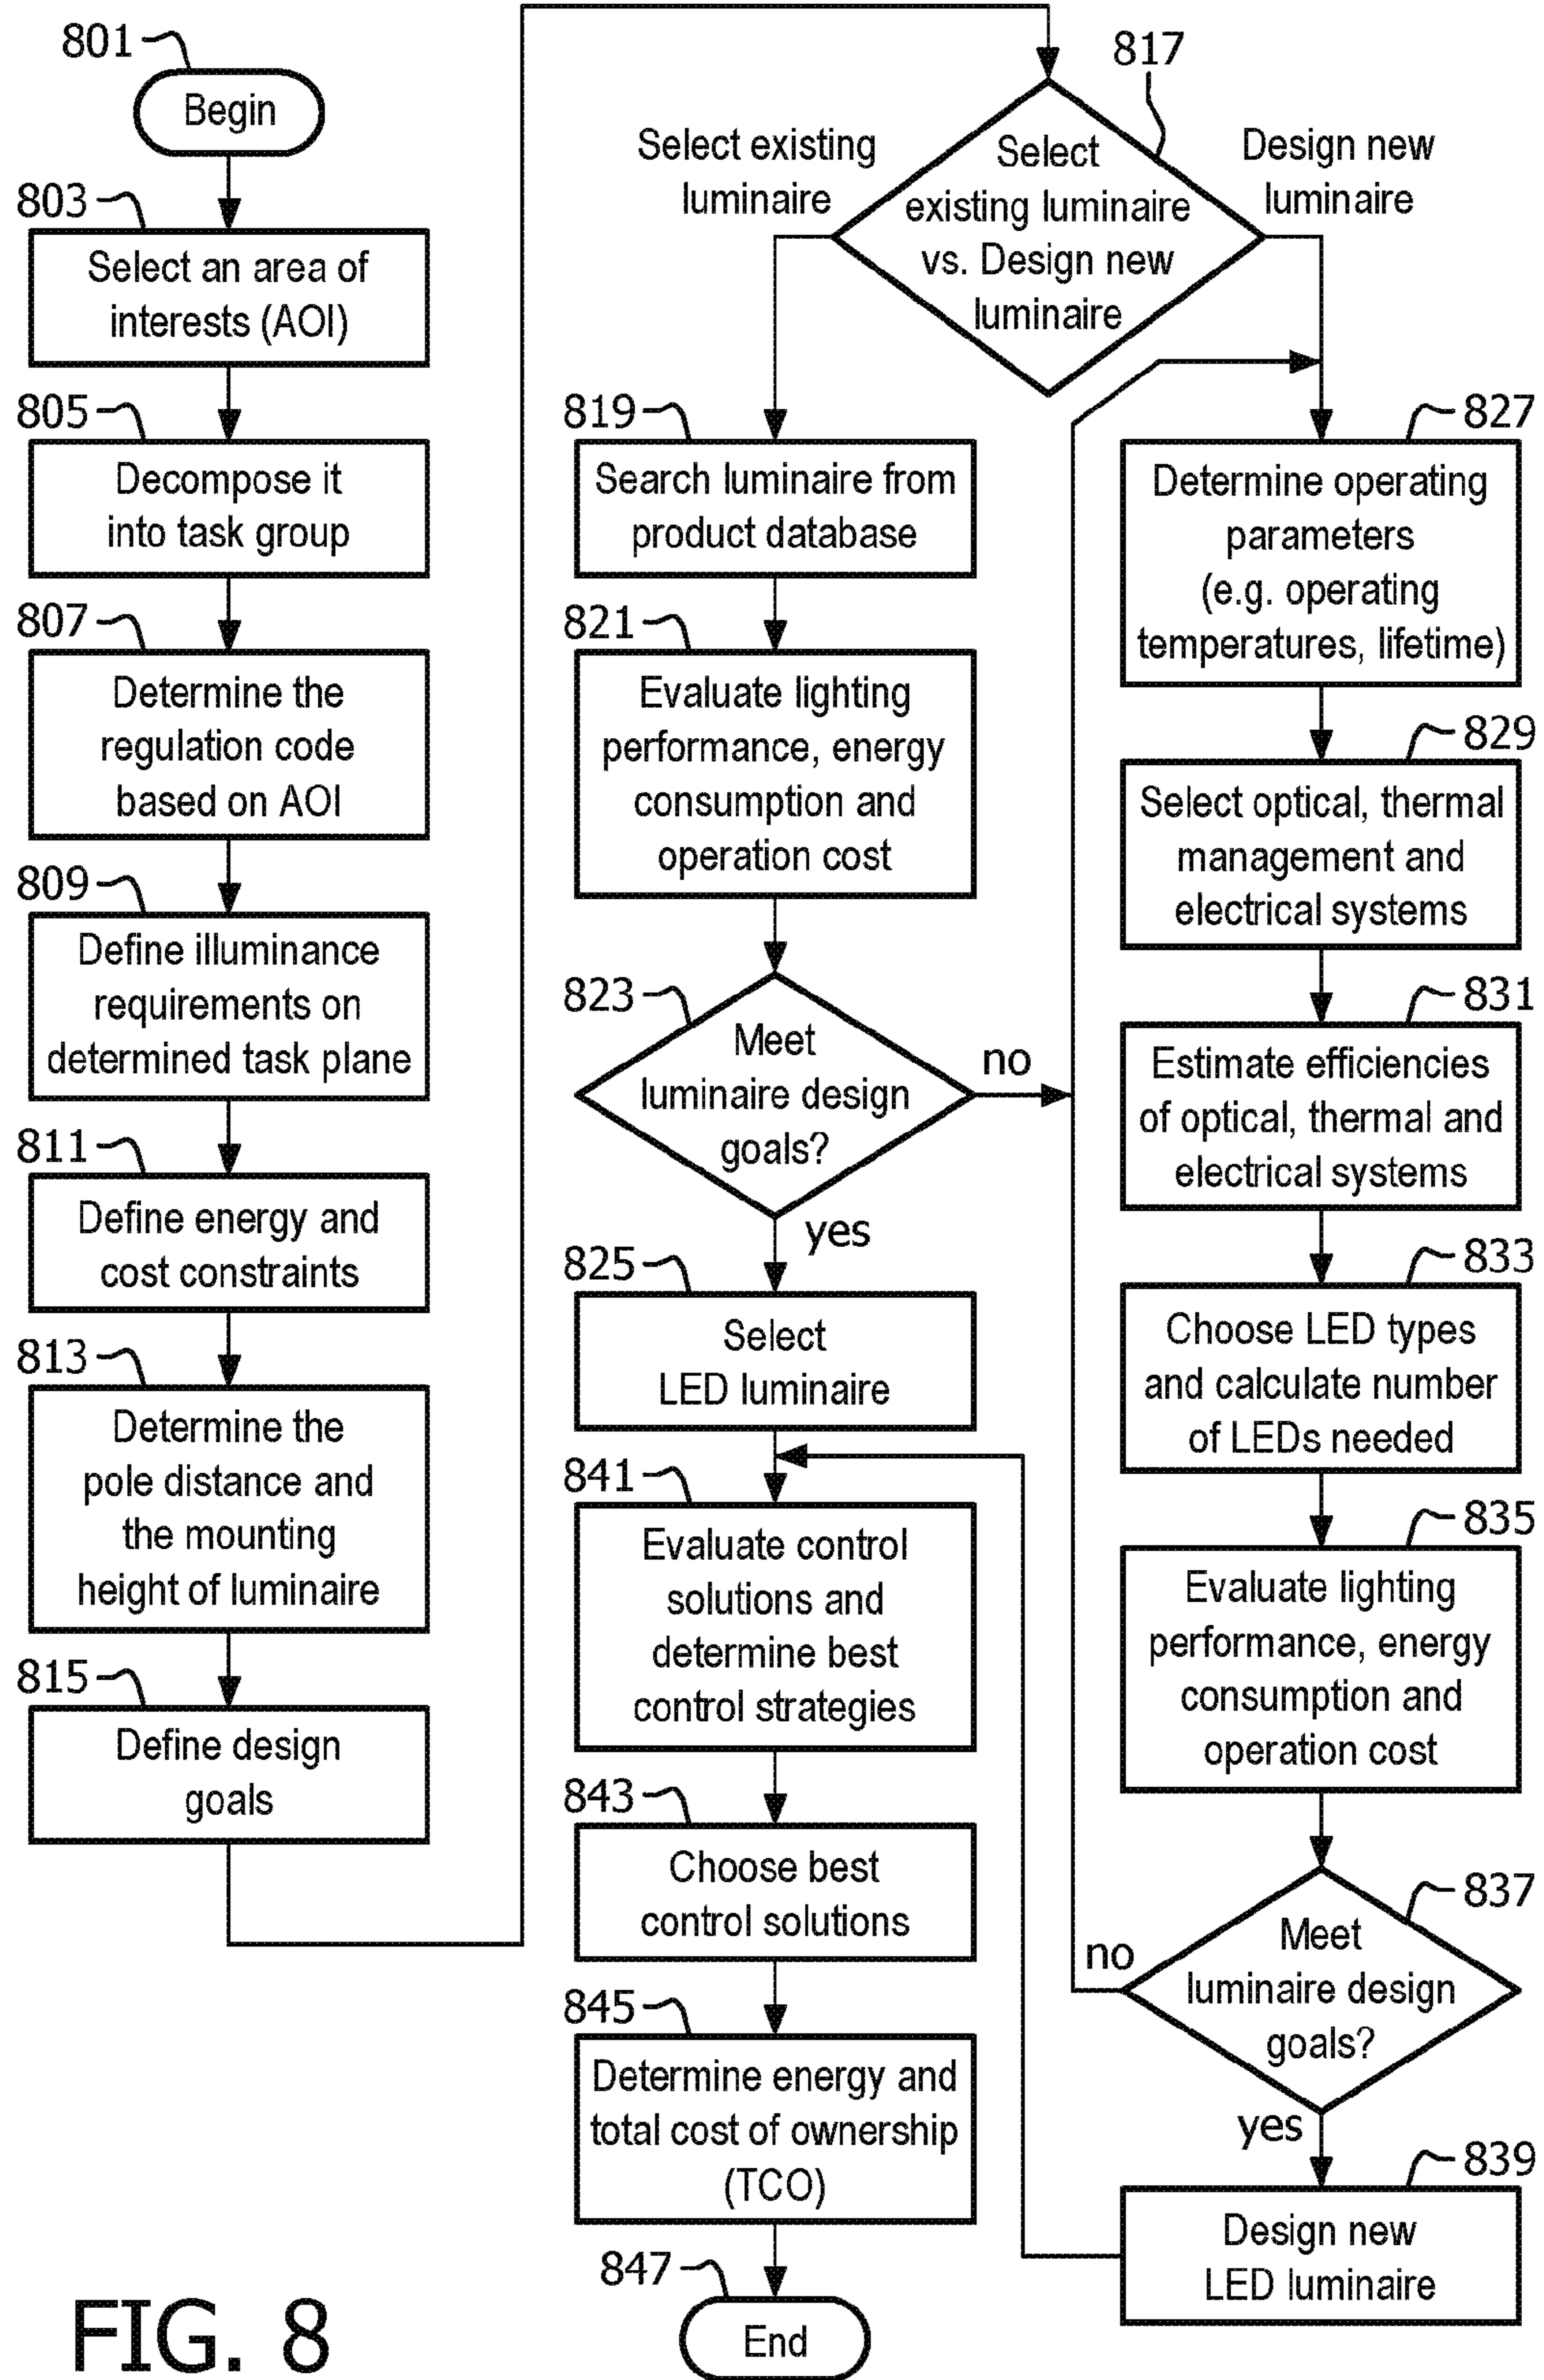 801
Begin
803
Select an area of
interests (AOI)
805
Decompose it
into task group
807
Determine the
regulation code
based on AOI
809
Define illuminance
requirements on
determined task plane
811
Define energy and
cost constraints
813
Determine the
pole distance and
the mounting
height of luminaire
815
Define design
goals
817
Select existing
luminaire
Select
existing luminaire
vs. Design new
luminaire
Design new
luminaire
819
Search luminaire from
product database
821
Evaluate lighting
performance, energy
consumption and
operation cost
823
Meet
luminaire design
goals?
no
yes
825
Select
LED luminaire
841
Evaluate control
solutions and
determine best
control strategies
843
Choose best
control solutions
845
Determine energy and
total cost of ownership
(TCO)
847
End
827
Determine operating
parameters
(e.g. operating
temperatures, lifetime)
829
Select optical, thermal
management and
electrical systems
831
Estimate efficiencies
of optical, thermal and
electrical systems
833
Choose LED types
and calculate number
of LEDs needed
835
Evaluate lighting
performance, energy
consumption and
operation cost
837
Meet
luminaire design
goals?
no
yes
839
Design new
LED luminaire
FIG. 8